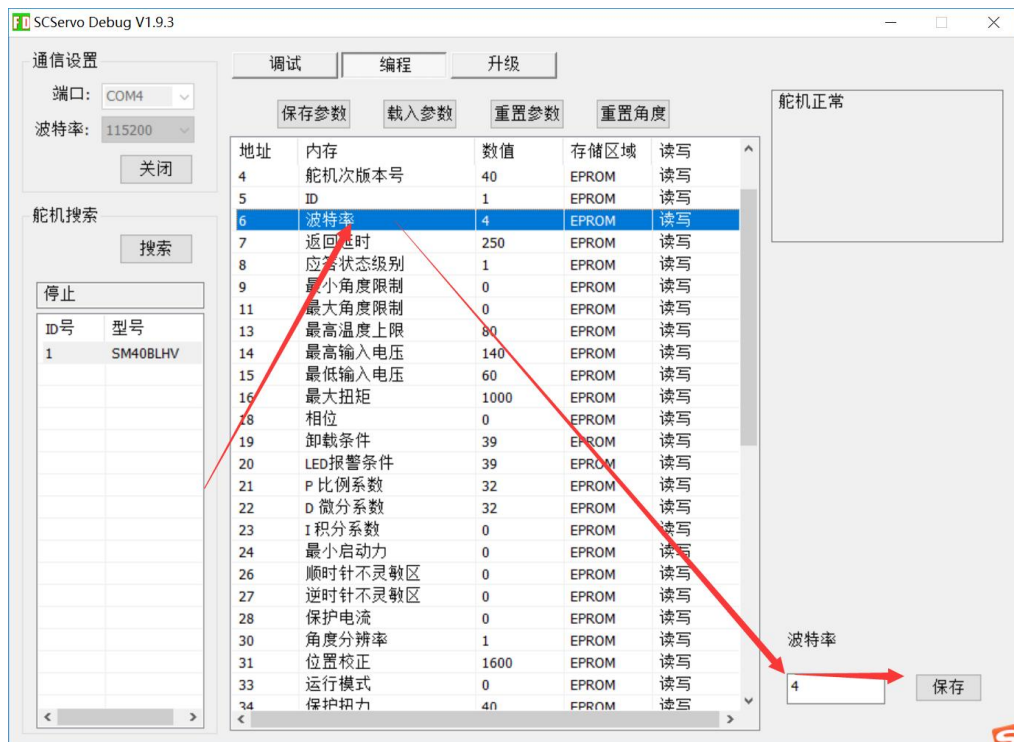 SCServo Debug V1.9.3
通信设置
端口: COM4
波特率: 115200
关闭
舵机搜索
搜索
停止
ID号 型号
1 SM40BLHV
调试 编程 升级
保存参数 载入参数 重置参数 重置角度
地址 内存 数值 存储区域 读写
4 舵机次版本号 40 EPROM 读写
5 ID 1 EPROM 读写
6 波特率 4 EPROM 读写
7 返回延时 250 EPROM 读写
8 应答状态级别 1 EPROM 读写
9 最小角度限制 0 EPROM 读写
11 最大角度限制 0 EPROM 读写
13 最高温度上限 80 EPROM 读写
14 最高输入电压 140 EPROM 读写
15 最低输入电压 60 EPROM 读写
16 最大扭矩 1000 EPROM 读写
18 相位 0 EPROM 读写
19 卸载条件 39 EPROM 读写
20 LED报警条件 39 EPROM 读写
21 P 比例系数 32 EPROM 读写
22 D 微分系数 32 EPROM 读写
23 I 积分系数 0 EPROM 读写
24 最小启动力 0 EPROM 读写
26 顺时针不灵敏区 0 EPROM 读写
27 逆时针不灵敏区 0 EPROM 读写
28 保护电流 0 EPROM 读写
30 角度分辨率 1 EPROM 读写
31 位置校正 1600 EPROM 读写
33 运行模式 0 EPROM 读写
34 保护扭力 40 EPROM 读写
舵机正常
波特率
4 保存